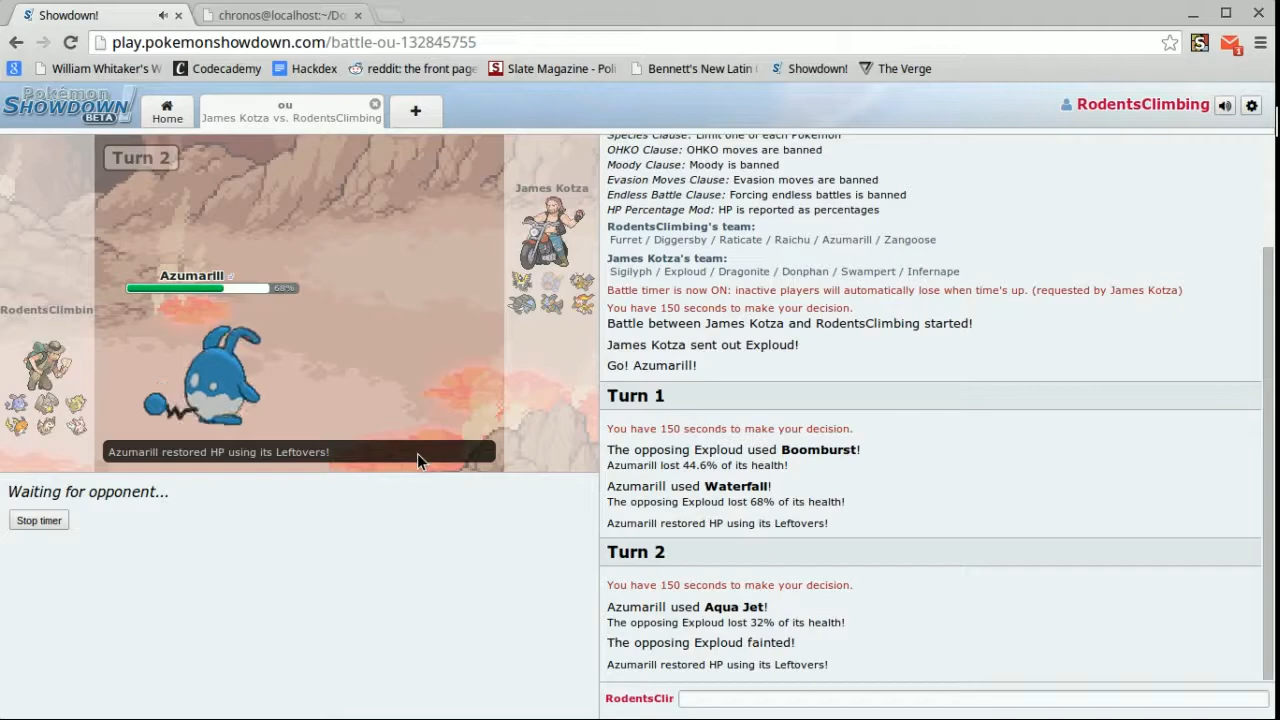 Showdown!
chronos@localhost:~/Do
play.pokemonshowdown.com/battle-ou-132845755
William Whitaker's W
Codecademy
Hackdex
reddit: the front page
Slate Magazine - Poli
Bennett's New Latin
Showdown!
The Verge
Pokémon
SHOWDOWN!
BETA
Home
ou
James Kotza vs. RodentsClimbing
RodentsClimbing
Turn 2
James Kotza
Azumarill
68%
RodentsClimbin
Azumarill restored HP using its Leftovers!
Waiting for opponent...
Stop timer
Species Clause: Limit one of each Pokémon
OHKO Clause: OHKO moves are banned
Moody Clause: Moody is banned
Evasion Moves Clause: Evasion moves are banned
Endless Battle Clause: Forcing endless battles is banned
HP Percentage Mod: HP is reported as percentages
RodentsClimbing's team:
Furret / Diggersby / Raticate / Raichu / Azumarill / Zangoose
James Kotza's team:
Sigilyph / Exploud / Dragonite / Donphan / Swampert / Infernape
Battle timer is now ON: inactive players will automatically lose when time's up. (requested by James Kotza)
You have 150 seconds to make your decision.
Battle between James Kotza and RodentsClimbing started!
James Kotza sent out Exploud!
Go! Azumarill!
Turn 1
You have 150 seconds to make your decision.
The opposing Exploud used Boomburst!
Azumarill lost 44.6% of its health!
Azumarill used Waterfall!
The opposing Exploud lost 68% of its health!
Azumarill restored HP using its Leftovers!
Turn 2
You have 150 seconds to make your decision.
Azumarill used Aqua Jet!
The opposing Exploud lost 32% of its health!
The opposing Exploud fainted!
Azumarill restored HP using its Leftovers!
RodentsClir